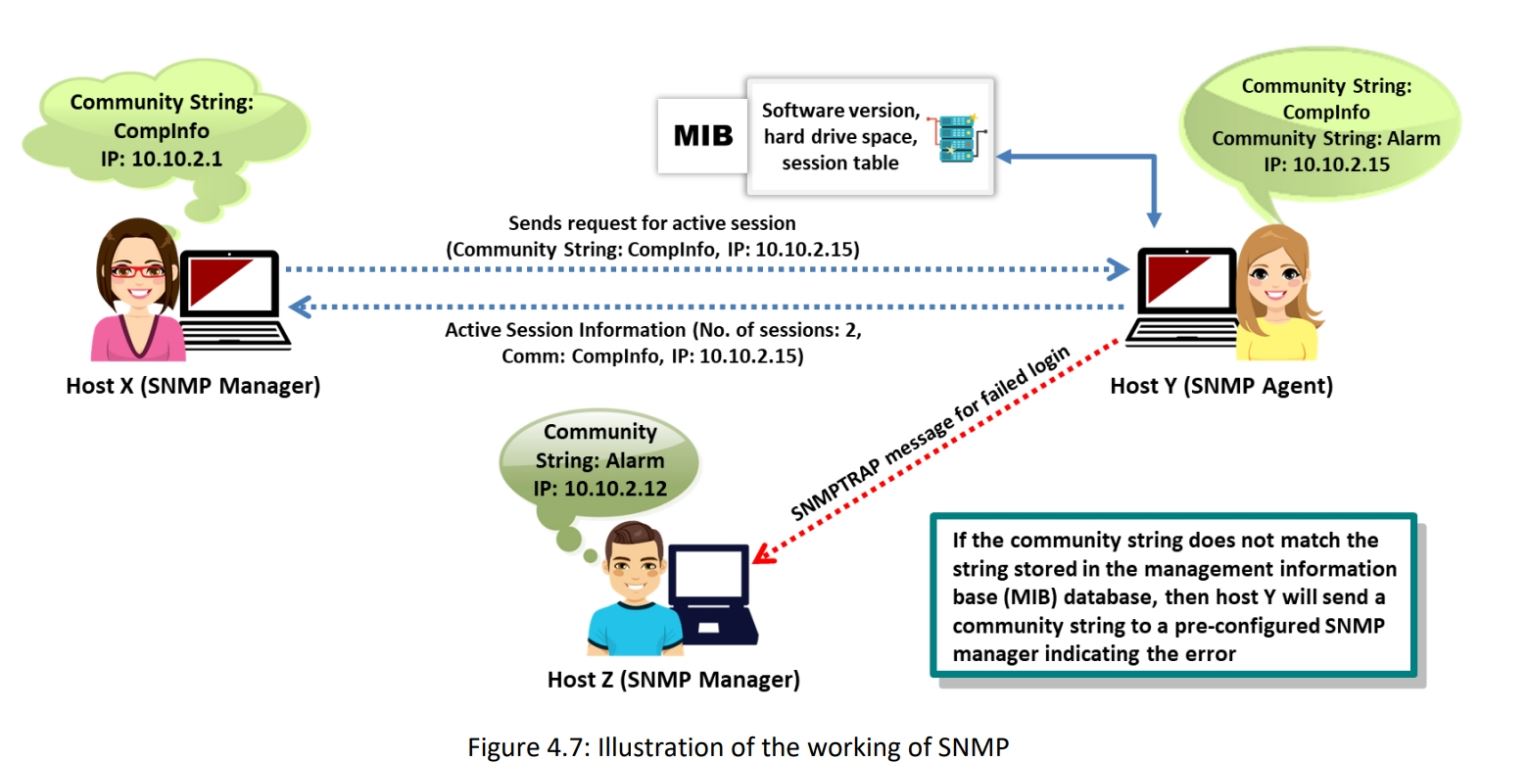 Community String:
CompInfo
IP: 10.10.2.1
MIB
Software version,
hard drive space,
session table
Community String:
CompInfo
Community String: Alarm
IP: 10.10.2.15
Sends request for active session
(Community String: CompInfo, IP: 10.10.2.15)
Active Session Information (No. of sessions: 2,
Comm: CompInfo, IP: 10.10.2.15)
Host X (SNMP Manager)
Host Y (SNMP Agent)
SNMPTRAP message for failed login
Community
String: Alarm
IP: 10.10.2.12
Host Z (SNMP Manager)
If the community string does not match the
string stored in the management information
base (MIB) database, then host Y will send a
community string to a pre-configured SNMP
manager indicating the error
Figure 4.7: Illustration of the working of SNMP